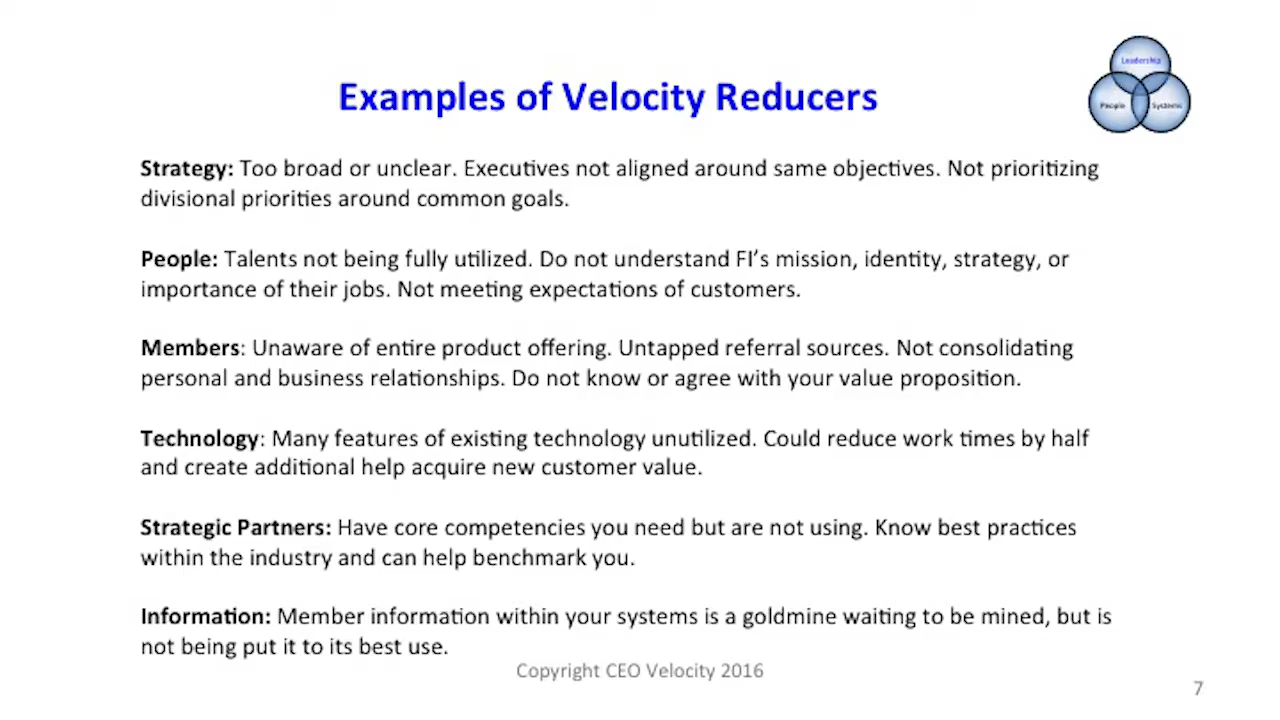 Leadership
People
Systems
Examples of Velocity Reducers
Strategy: Too broad or unclear. Executives not aligned around same objectives. Not prioritizing
divisional priorities around common goals.
People: Talents not being fully utilized. Do not understand FI’s mission, identity, strategy, or
importance of their jobs. Not meeting expectations of customers.
Members: Unaware of entire product offering. Untapped referral sources. Not consolidating
personal and business relationships. Do not know or agree with your value proposition.
Technology: Many features of existing technology unutilized. Could reduce work times by half
and create additional help acquire new customer value.
Strategic Partners: Have core competencies you need but are not using. Know best practices
within the industry and can help benchmark you.
Information: Member information within your systems is a goldmine waiting to be mined, but is
not being put it to its best use.
Copyright CEO Velocity 2016
7